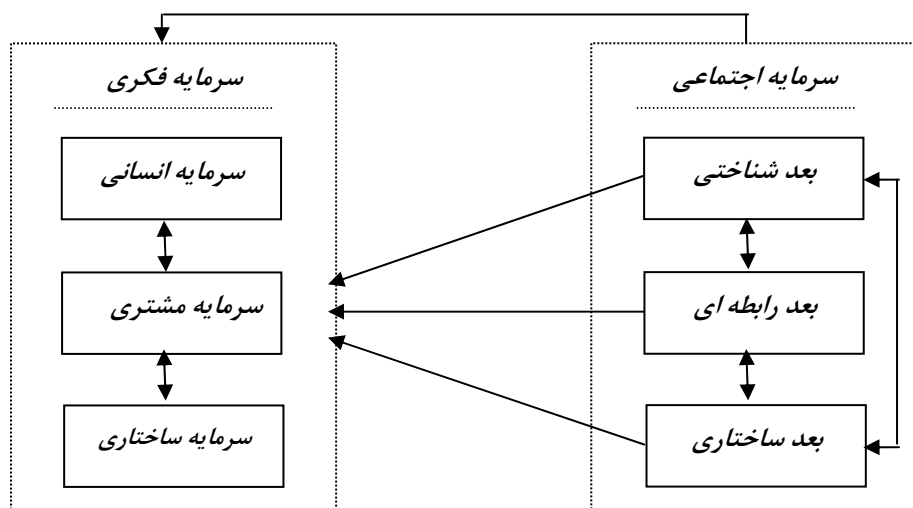 سرمایه اجتماعی
بعد شناختی
بعد رابطه ای
بعد ساختاری
سرمایه فکری
سرمایه انسانی
سرمایه مشتری
سرمایه ساختاری